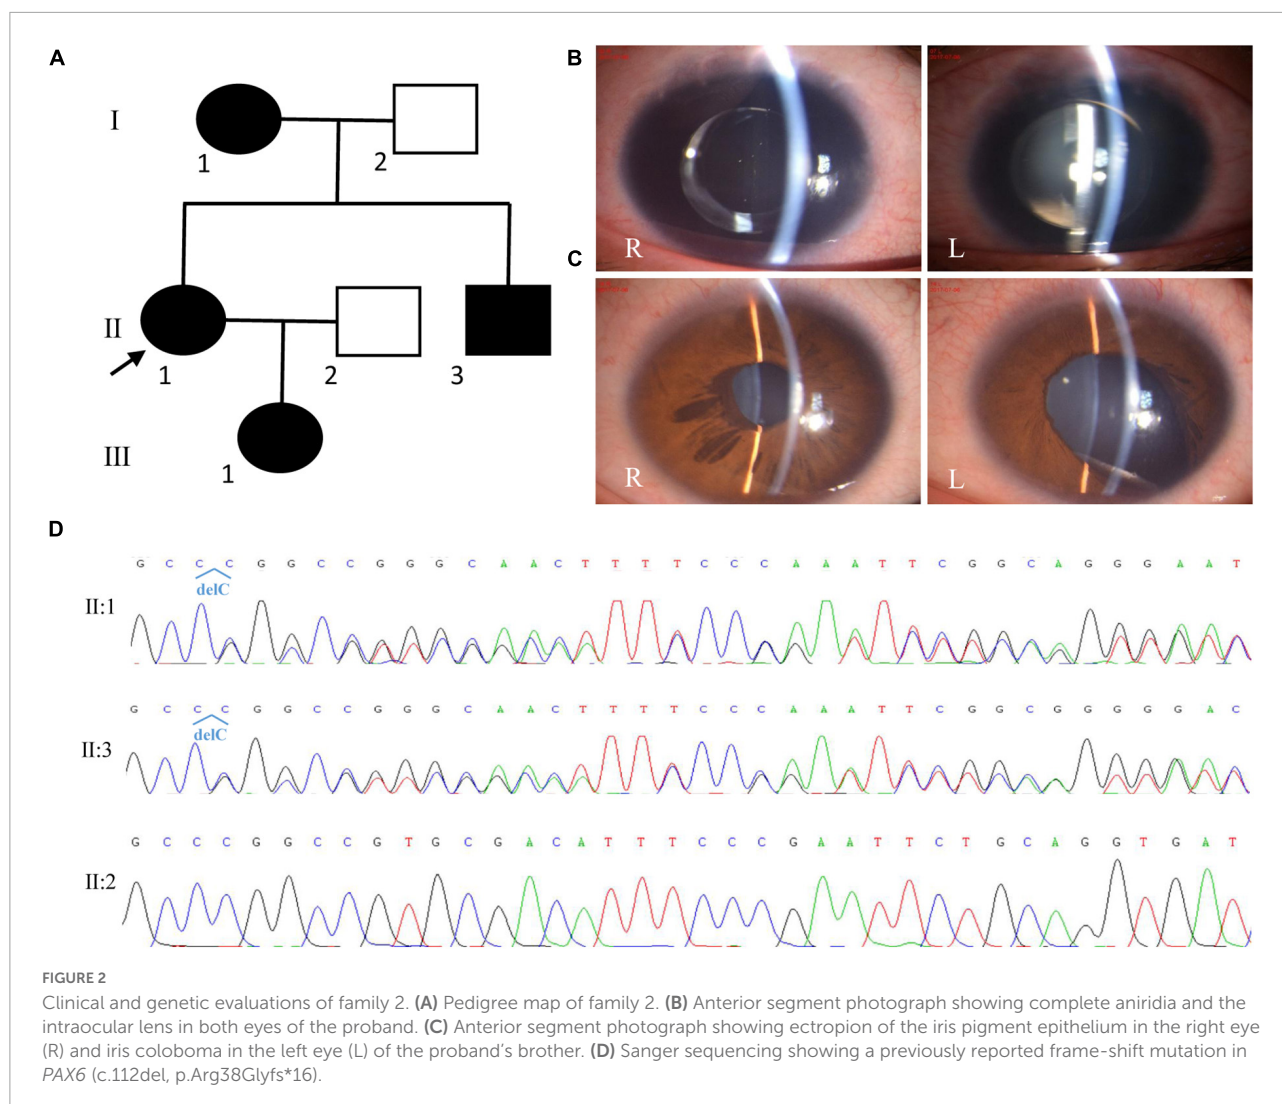 A
B
I
1
2
R
L
C
II
1
2
3
III
1
R
L
D
G C C C G G C C G G G C A A C T T T T C C C A A A T T C G G C A G G G A A T
delC
II:1
G C C C G G C C G G G C A A C T T T T C C C A A A T T C G G C G G G G A C
delC
II:3
G C C C G G C C G T G C G A C A T T T C C C G A A T T C T G C A G G T G A T
II:2
FIGURE 2
Clinical and genetic evaluations of family 2. (A) Pedigree map of family 2. (B) Anterior segment photograph showing complete aniridia and the
intraocular lens in both eyes of the proband. (C) Anterior segment photograph showing ectropion of the iris pigment epithelium in the right eye
(R) and iris coloboma in the left eye (L) of the proband's brother. (D) Sanger sequencing showing a previously reported frame-shift mutation in
PAX6 (c.112del, p.Arg38Glyfs*16).